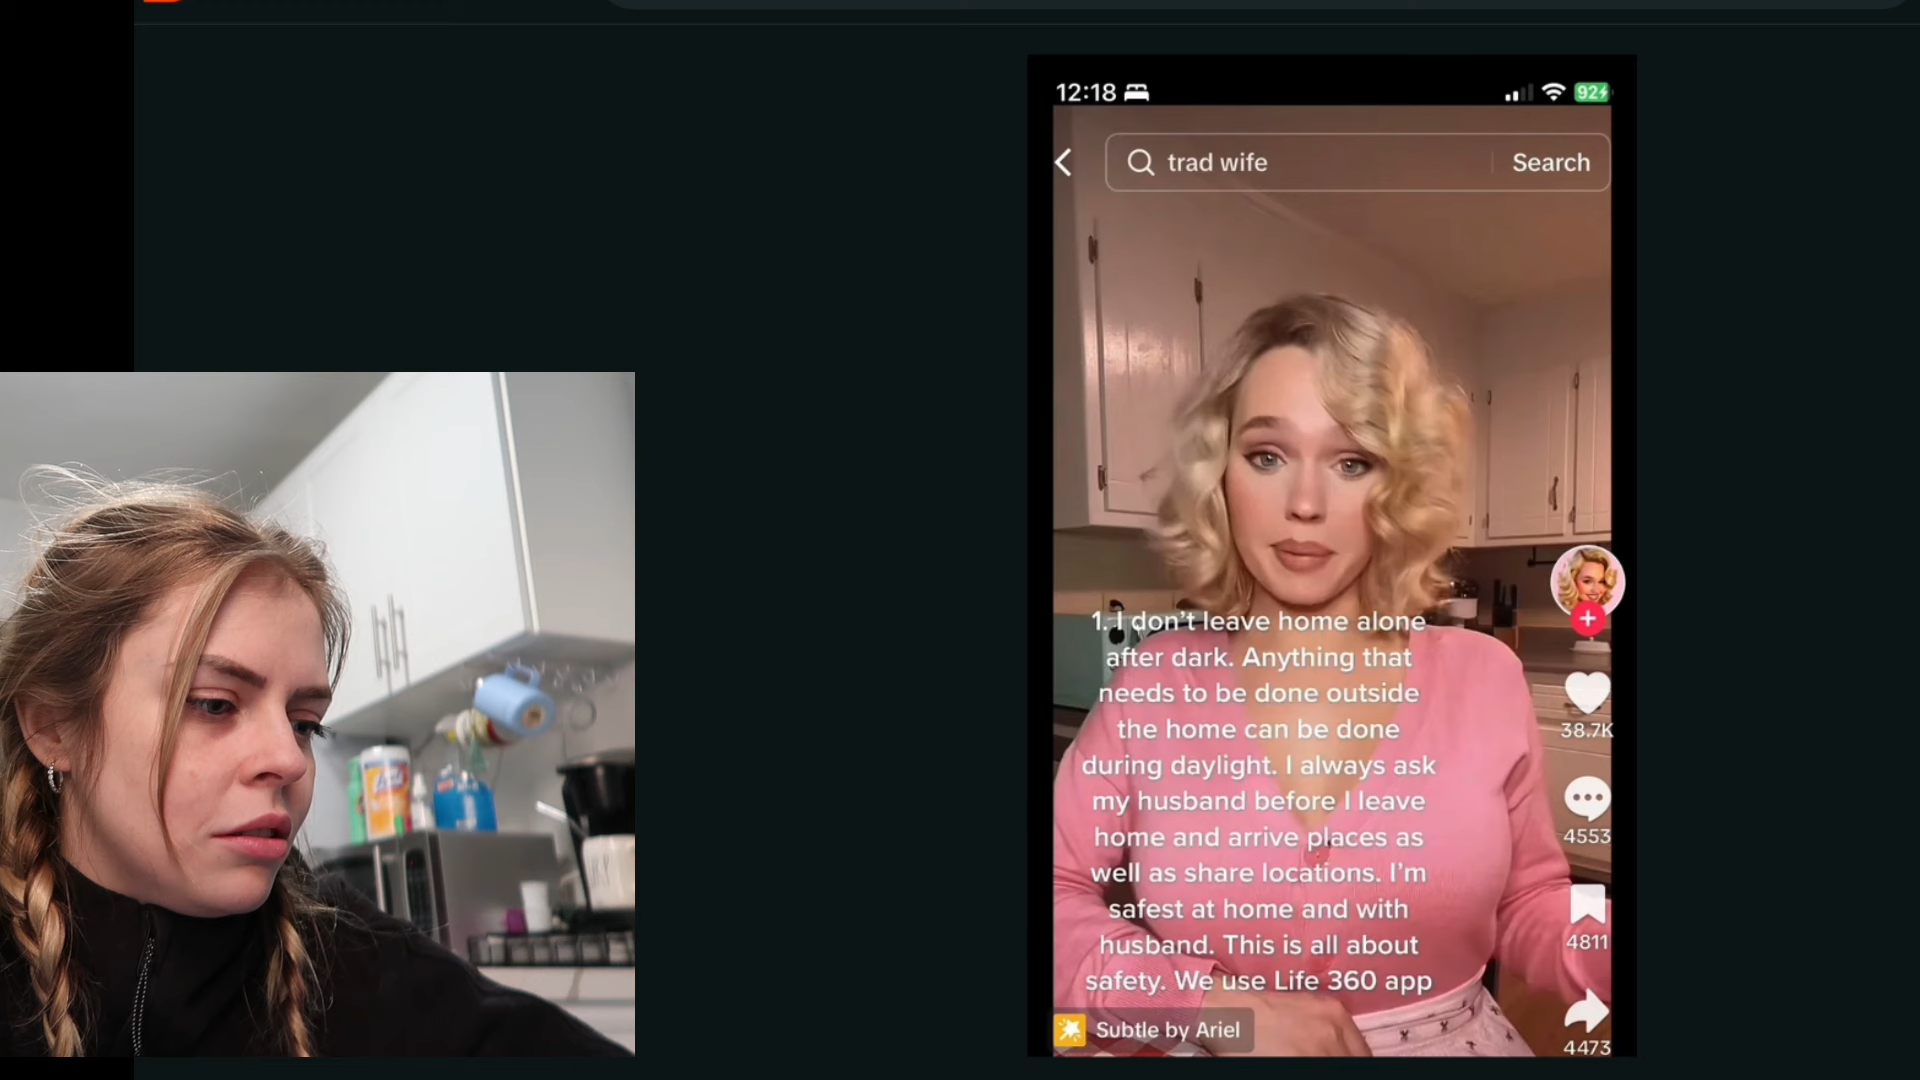 12:18
92
trad wife
Search
1. I don't leave home alone
after dark. Anything that
needs to be done outside
the home can be done
during daylight. I always ask
my husband before I leave
home and arrive places as
well as share locations. I'm
safest at home and with
husband. This is all about
safety. We use Life 360 app
38.7K
4553
4811
4473
Subtle by Ariel